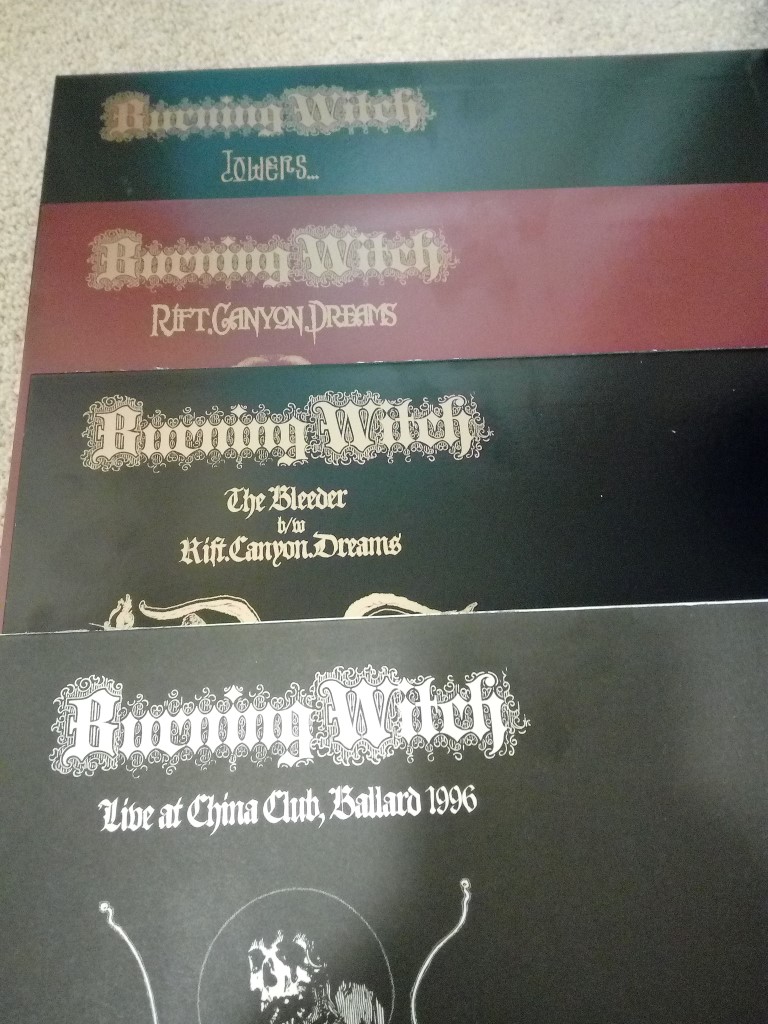 Burning Witch
Towers...
Burning Witch
Rift.Canyon.Dreams
Burning Witch
The Bleeder
b/w
Rift.Canyon.Dreams
Burning Witch
Live at China Club, Ballard 1996